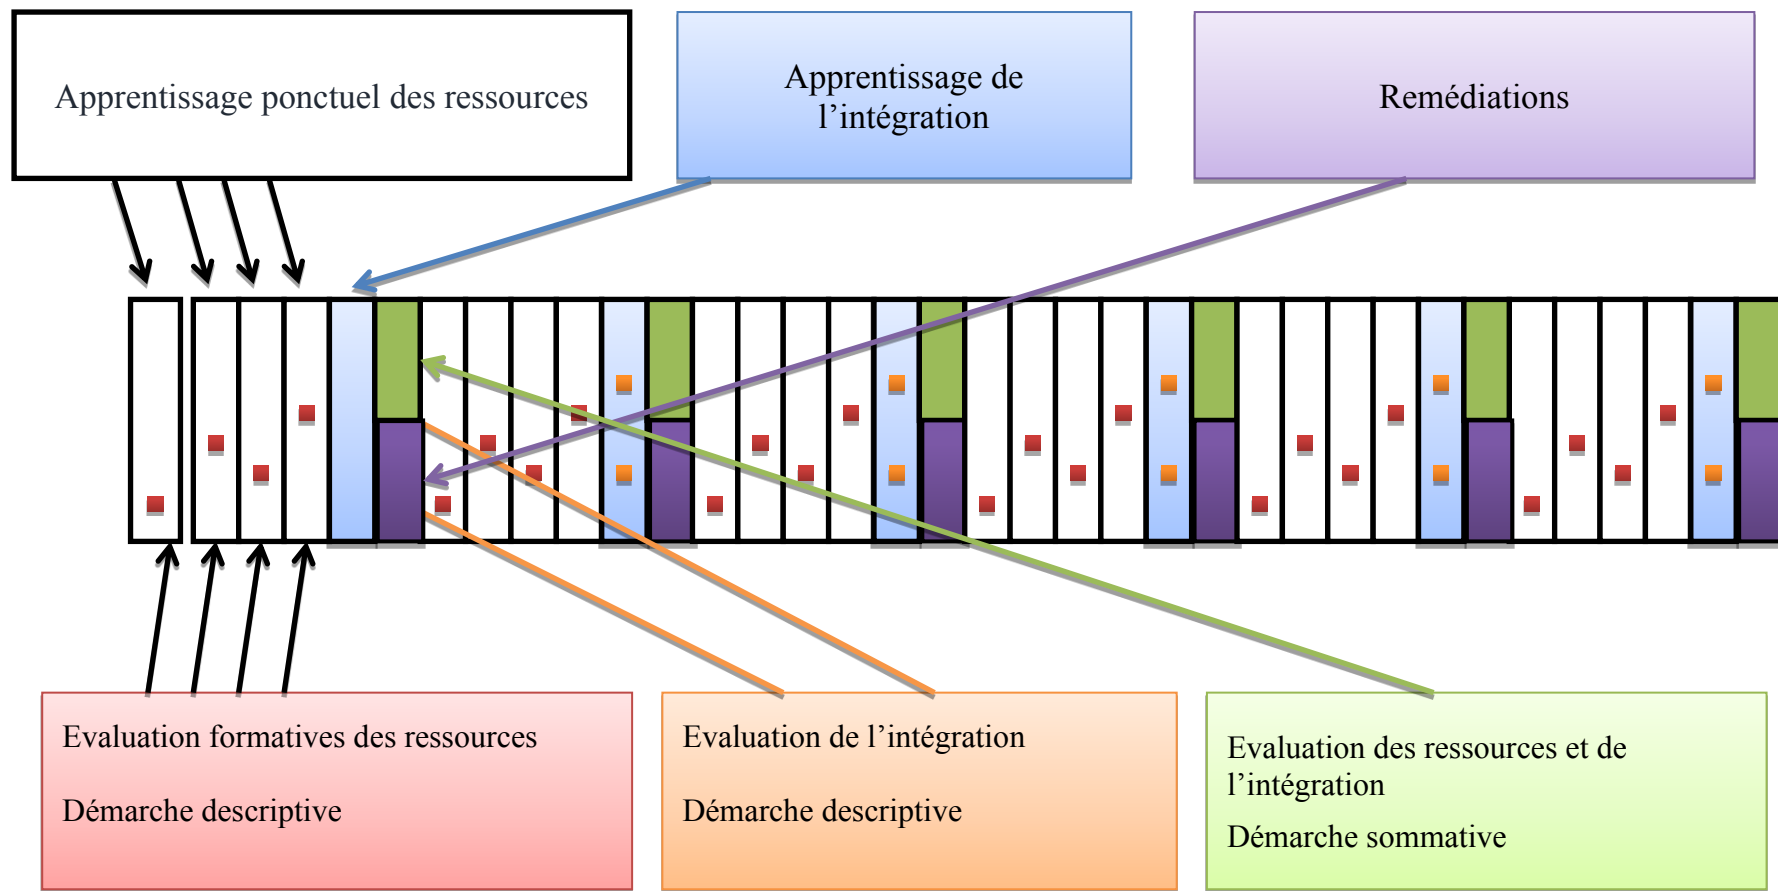 Apprentissage ponctuel des ressources
Apprentissage de
l’intégration
Remédiations
Evaluation formatives des ressources
Démarche descriptive
Evaluation de l’intégration
Démarche descriptive
Evaluation des ressources et de
l’intégration
Démarche sommative